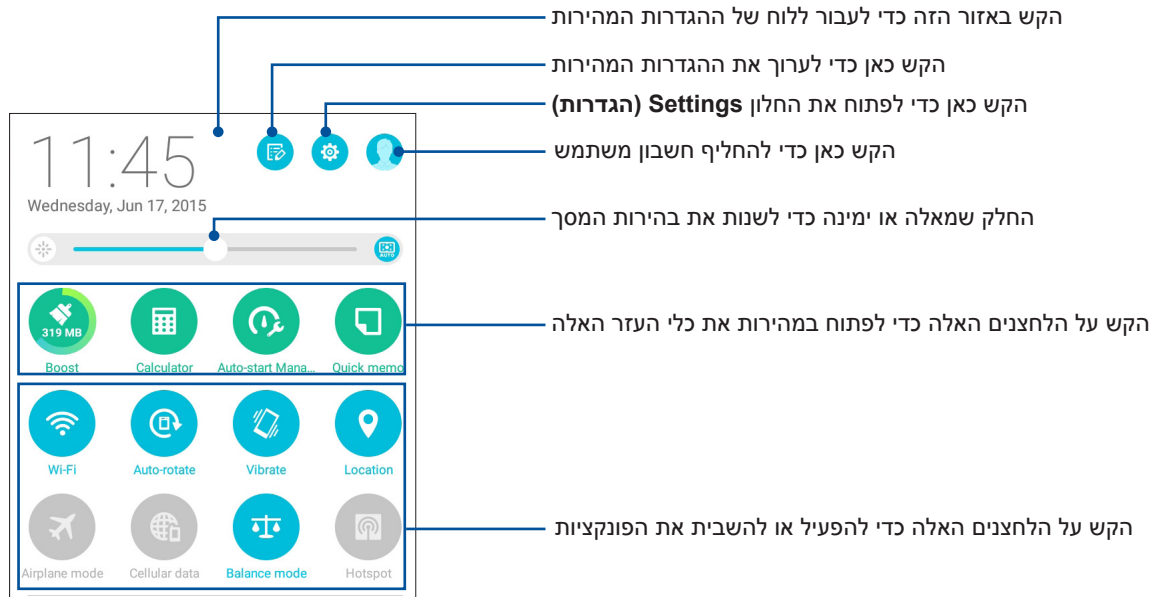 הקש באזור הזה כדי לעבור ללוח של ההגדרות המהירות
הקש כאן כדי לערוך את ההגדרות המהירות
הקש כאן כדי לפתוח את החלון Settings (הגדרות)
הקש כאן כדי להחליף חשבון משתמש
החלק שמאלה או ימינה כדי לשנות את בהירות המסך
הקש על הלחצנים האלה כדי לפתוח במהירות את כלי העזר האלה
הקש על הלחצנים האלה כדי להפעיל או להשבית את הפונקציות
11:45
Wednesday, Jun 17, 2015
AUTO
319 MB
Boost Calculator Auto-start Mana... Quick memo
Wi-Fi Auto-rotate Vibrate Location
Airplane mode Cellular data Balance mode Hotspot